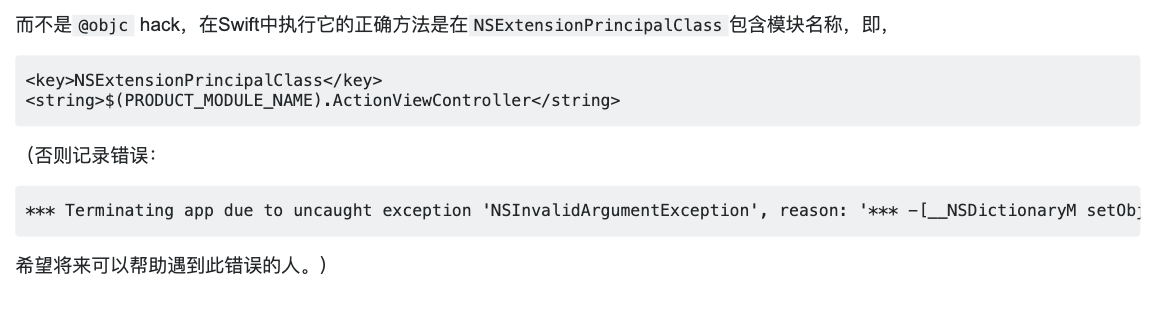 而不是 @objc hack，在Swift中执行它的正确方法是在 NSExtensionPrincipalClass 包含模块名称，即，
<key>NSExtensionPrincipalClass</key>
<string>$(PRODUCT_MODULE_NAME).ActionViewController</string>
（否则记录错误：
*** Terminating app due to uncaught exception 'NSInvalidArgumentException', reason: '*** -[__NSDictionaryM setObj
希望将来可以帮助遇到此错误的人。）